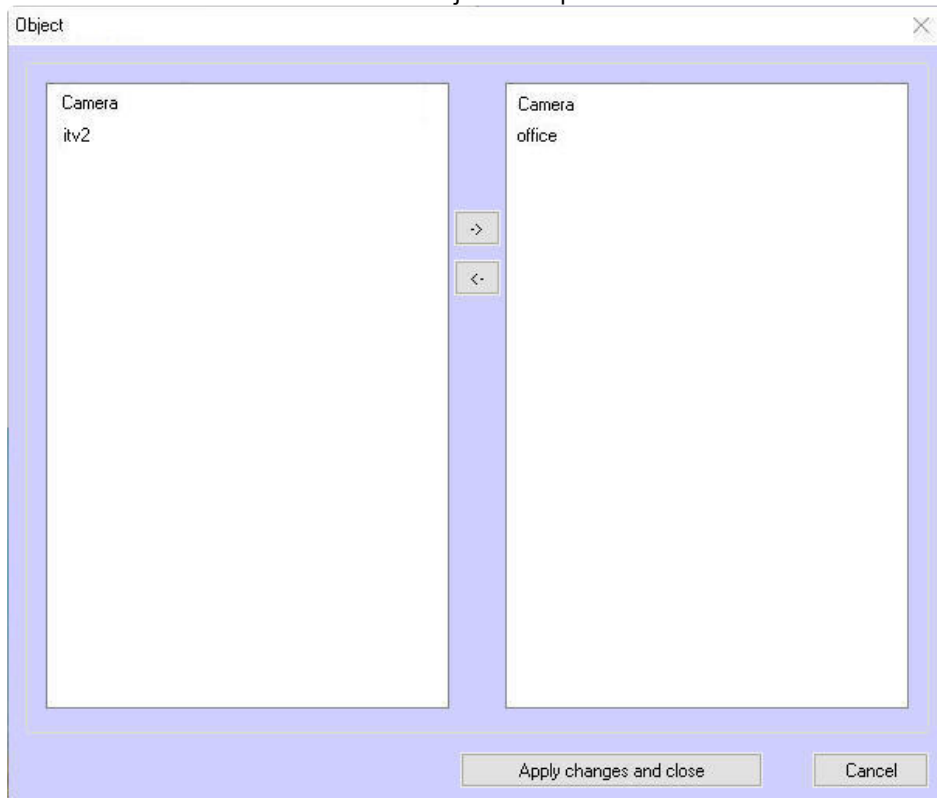 Object
Camera
itv2
Camera
office
->
<-
Apply changes and close
Cancel